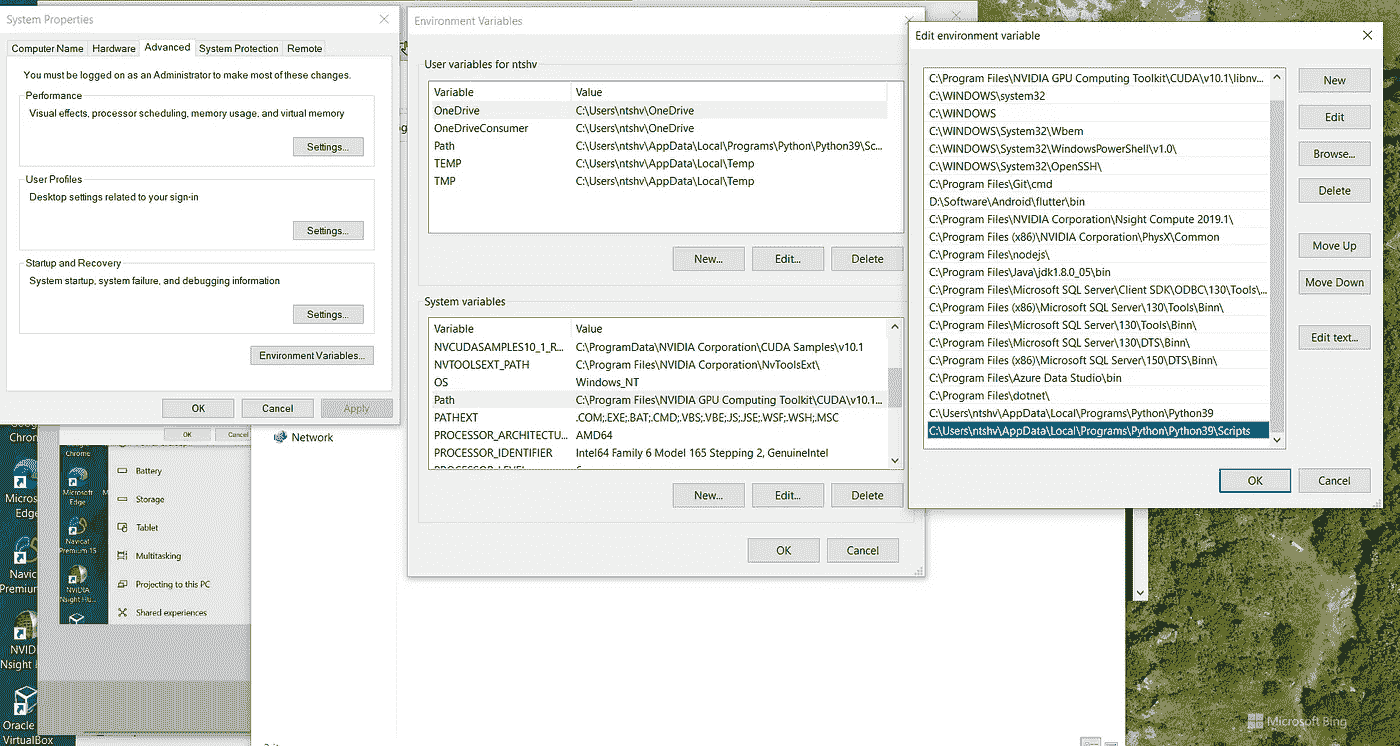 System Properties
Computer Name
Hardware
Advanced
System Protection
Remote
You must be logged on as an Administrator to make most of these changes.
Performance
Visual effects, processor scheduling, memory usage, and virtual memory
Settings...
User Profiles
Desktop settings related to your sign-in
Settings...
Startup and Recovery
System startup, system failure, and debugging information
Settings...
Environment Variables...
OK
Cancel
Apply
Environment Variables
User variables for ntshv
Variable Value
OneDrive C:\Users\ntshv\OneDrive
OneDriveConsumer C:\Users\ntshv\OneDrive
Path C:\Users\ntshv\AppData\Local\Programs\Python\Python39\Sc...
TEMP C:\Users\ntshv\AppData\Local\Temp
TMP C:\Users\ntshv\AppData\Local\Temp
New...
Edit...
Delete
System variables
Variable Value
NVCUDASAMPLES10_1_R... C:\ProgramData\NVIDIA Corporation\CUDA Samples\v10.1
NVTOOLSEXT_PATH C:\Program Files\NVIDIA Corporation\NvToolsExt\
OS Windows_NT
Path C:\Program Files\NVIDIA GPU Computing Toolkit\CUDA\v10.1...
PATHEXT .COM;.EXE;.BAT;.CMD;.VBS;.VBE;.JS;.JSE;.WSF;.WSH;.MSC
PROCESSOR_ARCHITECTU... AMD64
PROCESSOR_IDENTIFIER Intel64 Family 6 Model 165 Stepping 2, GenuineIntel
New...
Edit...
Delete
OK
Cancel
Edit environment variable
C:\Program Files\NVIDIA GPU Computing Toolkit\CUDA\v10.1\libnv...
C:\WINDOWS\system32
C:\WINDOWS
C:\WINDOWS\System32\Wbem
C:\WINDOWS\System32\WindowsPowerShell\v1.0\
C:\WINDOWS\System32\OpenSSH\
C:\Program Files\Git\cmd
D:\Software\Android\flutter\bin
C:\Program Files\NVIDIA Corporation\Nsight Compute 2019.1\
C:\Program Files (x86)\NVIDIA Corporation\PhysX\Common
C:\Program Files\nodejs\
C:\Program Files\Java\jdk1.8.0_05\bin
C:\Program Files\Microsoft SQL Server\Client SDK\ODBC\130\Tools\...
C:\Program Files (x86)\Microsoft SQL Server\130\Tools\Binn\
C:\Program Files\Microsoft SQL Server\130\Tools\Binn\
C:\Program Files\Microsoft SQL Server\130\DTS\Binn\
C:\Program Files (x86)\Microsoft SQL Server\150\DTS\Binn\
C:\Program Files\Azure Data Studio\bin
C:\Program Files\dotnet\
C:\Users\ntshv\AppData\Local\Programs\Python\Python39
C:\Users\ntshv\AppData\Local\Programs\Python\Python39\Scripts
New
Edit
Browse...
Delete
Move Up
Move Down
Edit text...
OK
Cancel
OK
Cancel
Chrome
Microsoft
Edge
Navicat
Premium 15
NVIDIA
Nsight
Battery
Storage
Tablet
Multitasking
Projecting to this PC
Shared experiences
Network
Chrom
Micros
Edge
Navic
Premium
NVID
Nsight
Oracle
VirtualBox
Microsoft Bing